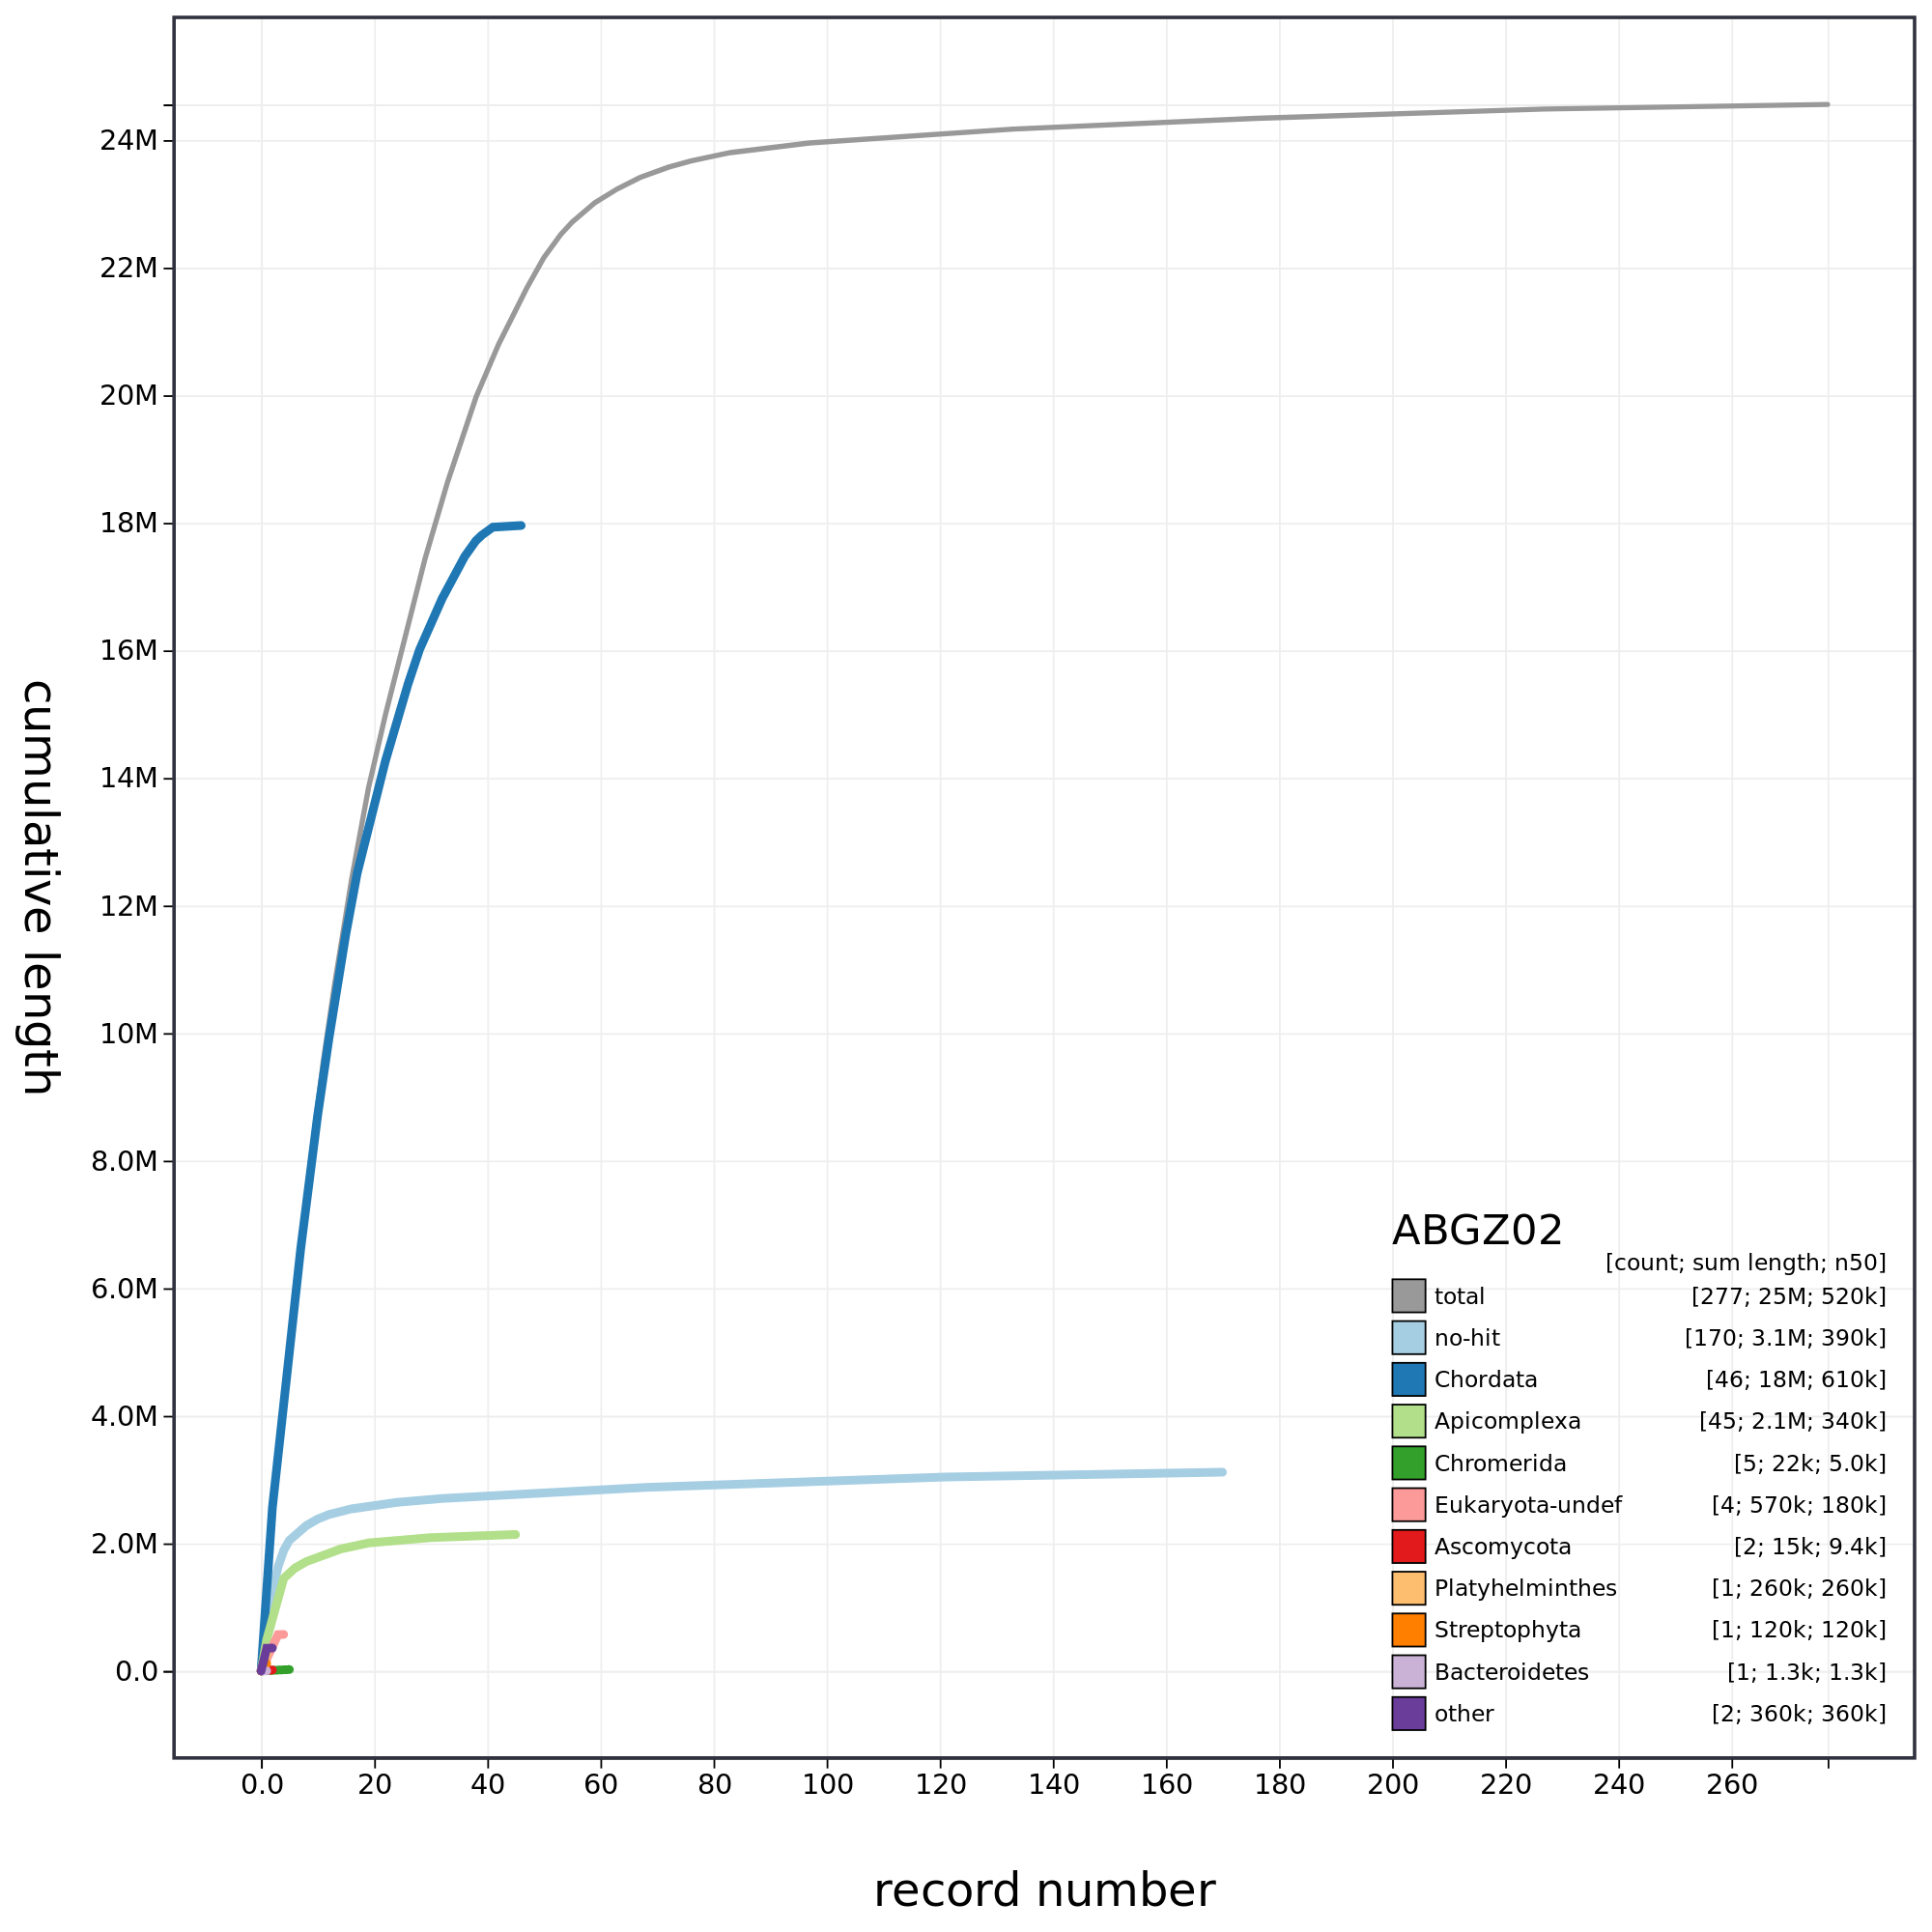 24M
22M
20M
18M
16M
14M
12M
10M
8.0M
6.0M
4.0M
2.0M
0.0
cumulative length
ABGZ02
[count; sum length; n50]
total [277; 25M; 520k]
no-hit [170; 3.1M; 390k]
Chordata [46; 18M; 610k]
Apicomplexa [45; 2.1M; 340k]
Chromerida [5; 22k; 5.0k]
Eukaryota-undef [4; 570k; 180k]
Ascomycota [2; 15k; 9.4k]
Platyhelminthes [1; 260k; 260k]
Streptophyta [1; 120k; 120k]
Bacteroidetes [1; 1.3k; 1.3k]
other [2; 360k; 360k]
0.0 20 40 60 80 100 120 140 160 180 200 220 240 260
record number